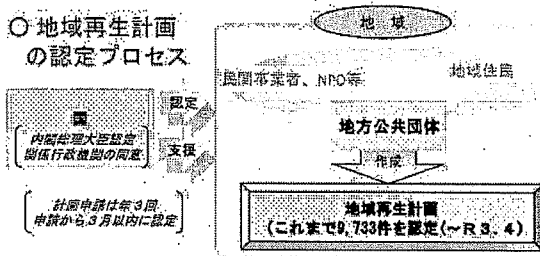 〇 地域再生計画
の認定プロセス
地 域
民間事業者、NPO等
地域住民
国
内閣総理大臣認定
関係行政機関の同意
認定
支援
地方公共団体
作成
計画申請は年３回
申請から３月以内に認定
地域再生計画
(これまで9,733件を認定(～Ｒ３．４)